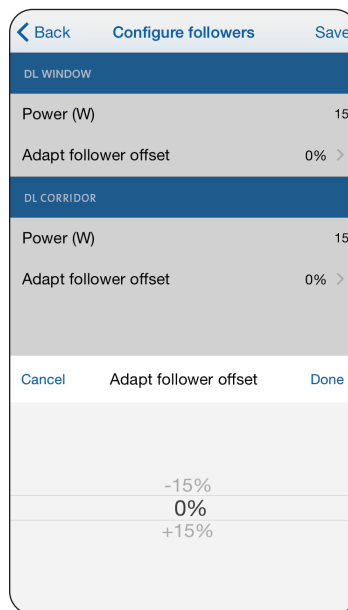 Back Configure followers Save
DL WINDOW
Power (W) 15
Adapt follower offset 0%
DL CORRIDOR
Power (W) 15
Adapt follower offset 0%
Cancel Adapt follower offset Done
-15%
0%
+15%